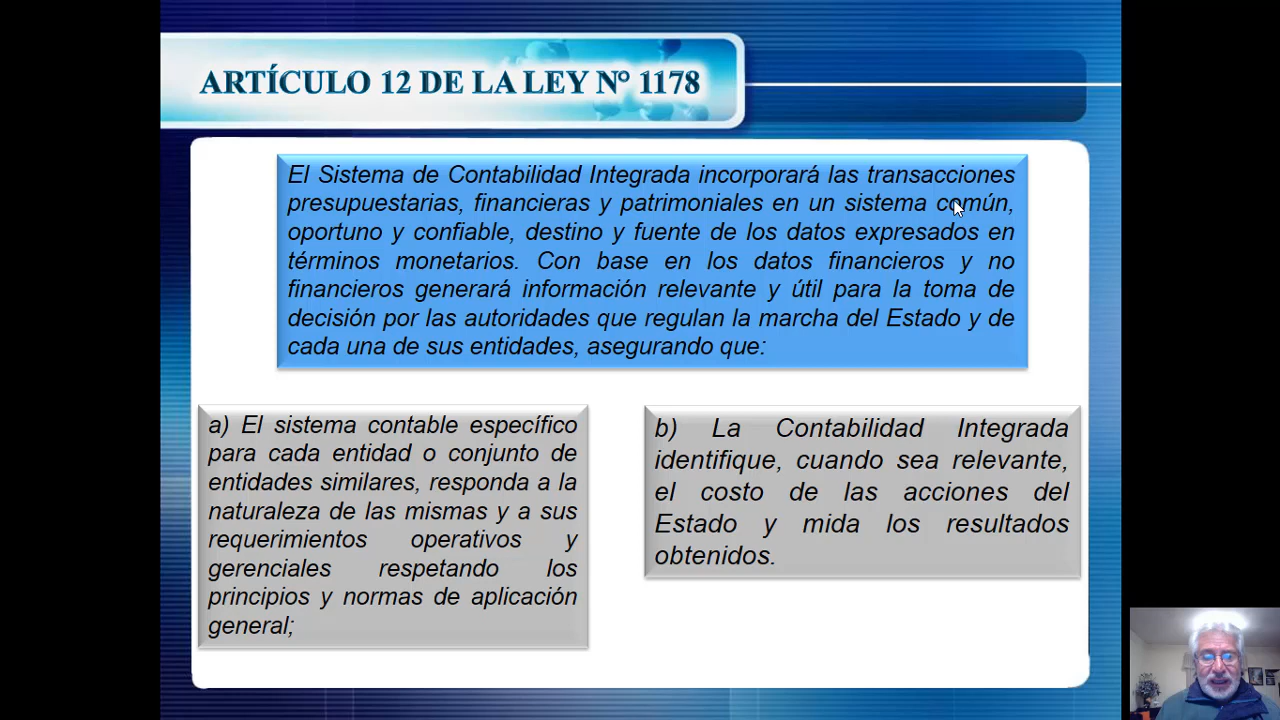 ARTÍCULO 12 DE LA LEY N° 1178
El Sistema de Contabilidad Integrada incorporará las transacciones
presupuestarias, financieras y patrimoniales en un sistema común,
oportuno y confiable, destino y fuente de los datos expresados en
términos monetarios. Con base en los datos financieros y no
financieros generará información relevante y útil para la toma de
decisión por las autoridades que regulan la marcha del Estado y de
cada una de sus entidades, asegurando que:
a) El sistema contable específico
para cada entidad o conjunto de
entidades similares, responda a la
naturaleza de las mismas y a sus
requerimientos operativos y
gerenciales respetando los
principios y normas de aplicación
general;
b) La Contabilidad Integrada
identifique, cuando sea relevante,
el costo de las acciones del
Estado y mida los resultados
obtenidos.